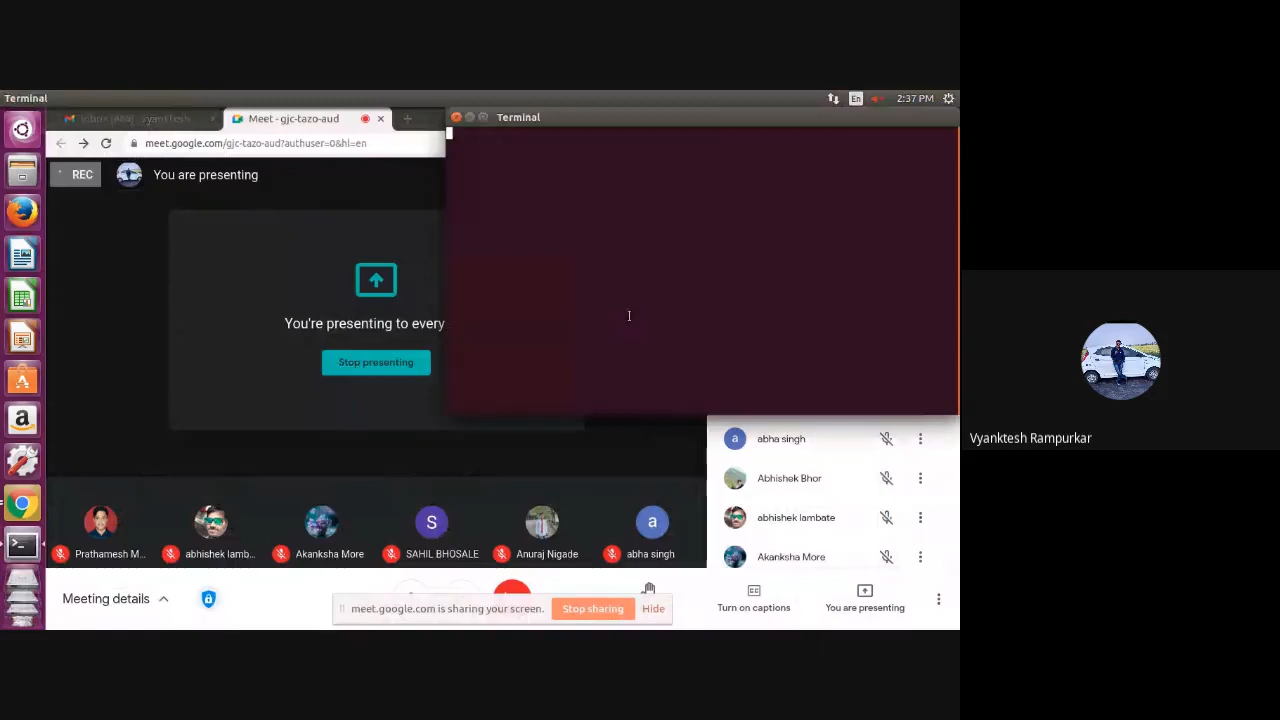 Terminal
En
2:37 PM
Meet - gjc-tazo-aud
Terminal
meet.google.com/gjc-tazo-aud?authuser=0&hl=en
REC
You are presenting
You're presenting to every
Stop presenting
abha singh
Abhishek Bhor
abhishek lambate
Akanksha More
Prathamesh M...
abhishek lamb...
Akanksha More
S
SAHIL BHOSALE
Anuraj Nigade
a
abha singh
a
Meeting details
meet.google.com is sharing your screen.
Stop sharing
Hide
Turn on captions
You are presenting
Vyanktesh Rampurkar